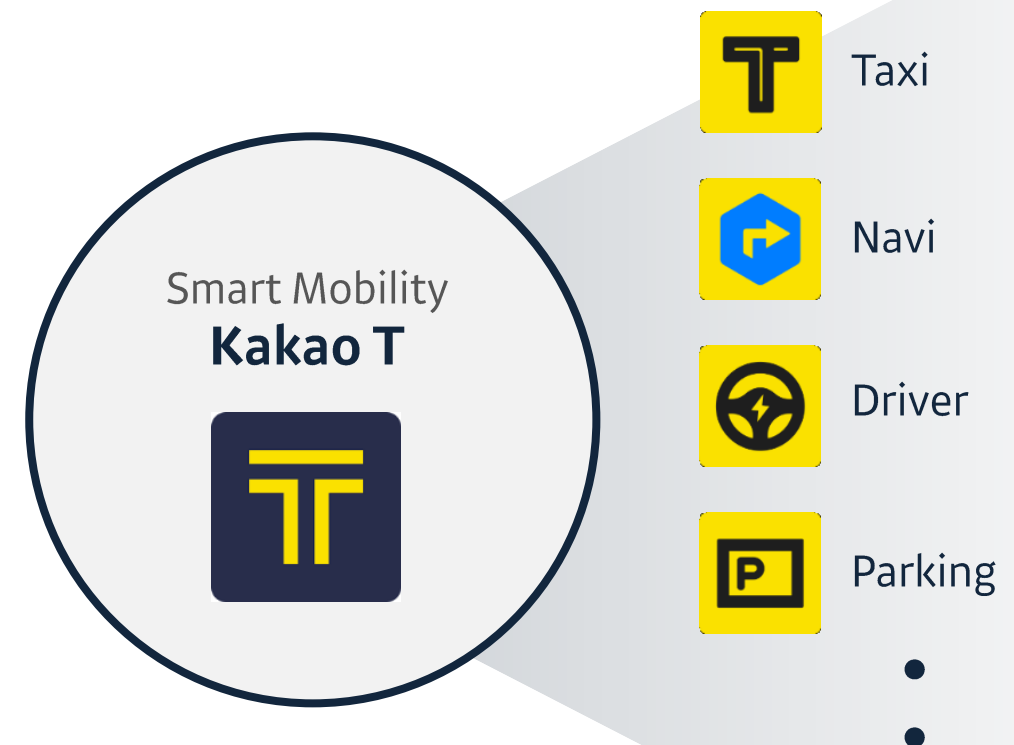 Smart Mobility
Kakao T
T
T
Taxi
Navi
Driver
P
Parking